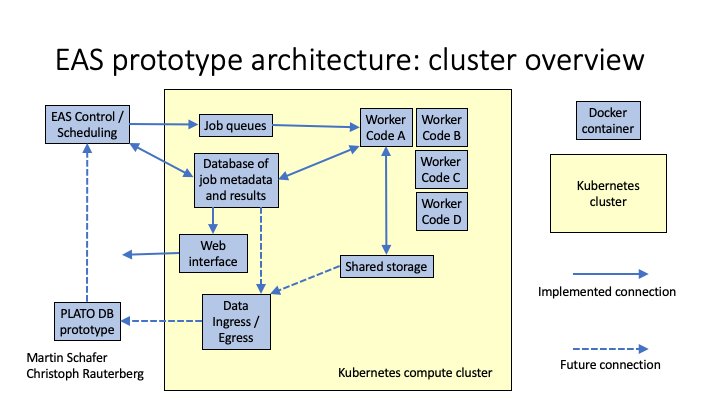 EAS prototype architecture: cluster overview
EAS Control /
Scheduling
Job queues
Worker
Code A
Worker
Code B
Worker
Code C
Worker
Code D
Database of
job metadata
and results
Web
interface
Shared storage
Data
Ingress /
Egress
PLATO DB
prototype
Martin Schafer
Christoph Rauterberg
Kubernetes compute cluster
Docker
container
Kubernetes
cluster
Implemented connection
Future connection